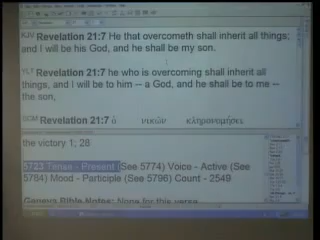 KJV Revelation 21:7 He that overcometh shall inherit all things;
and I will be his God, and he shall be my son.
YLT Revelation 21:7 he who is overcoming shall inherit all
things, and I will be to him -- a God, and he shall be to me --
the son,
Revelation 21:7 ὁ νικῶν
the victory 1; 28
5723 Tense - Present (See 5774) Voice - Active (See
5784) Mood - Participle (See 5796) Count - 2549
Geneva Bible Notes: None for this verse